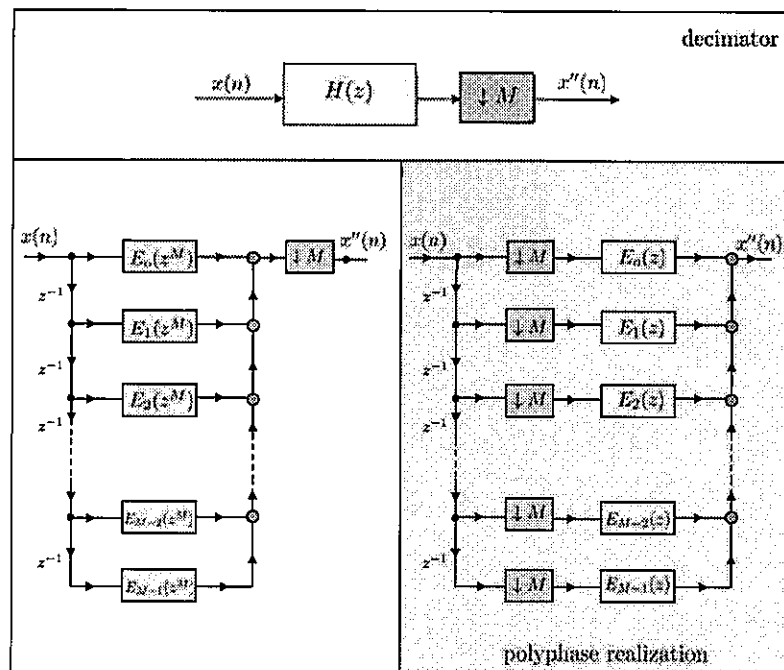 decimator
x(n)
H(z)
↓ M
x''(n)
x(n)
E₀(z^M)
↓ M
x''(n)
z⁻¹
E₁(z^M)
z⁻¹
E₂(z^M)
z⁻¹
E_{M−2}(z^M)
z⁻¹
E_{M−1}(z^M)
x(n)
↓ M
E₀(z)
x''(n)
z⁻¹
↓ M
E₁(z)
z⁻¹
↓ M
E₂(z)
z⁻¹
↓ M
E_{M−2}(z)
z⁻¹
↓ M
E_{M−1}(z)
polyphase realization